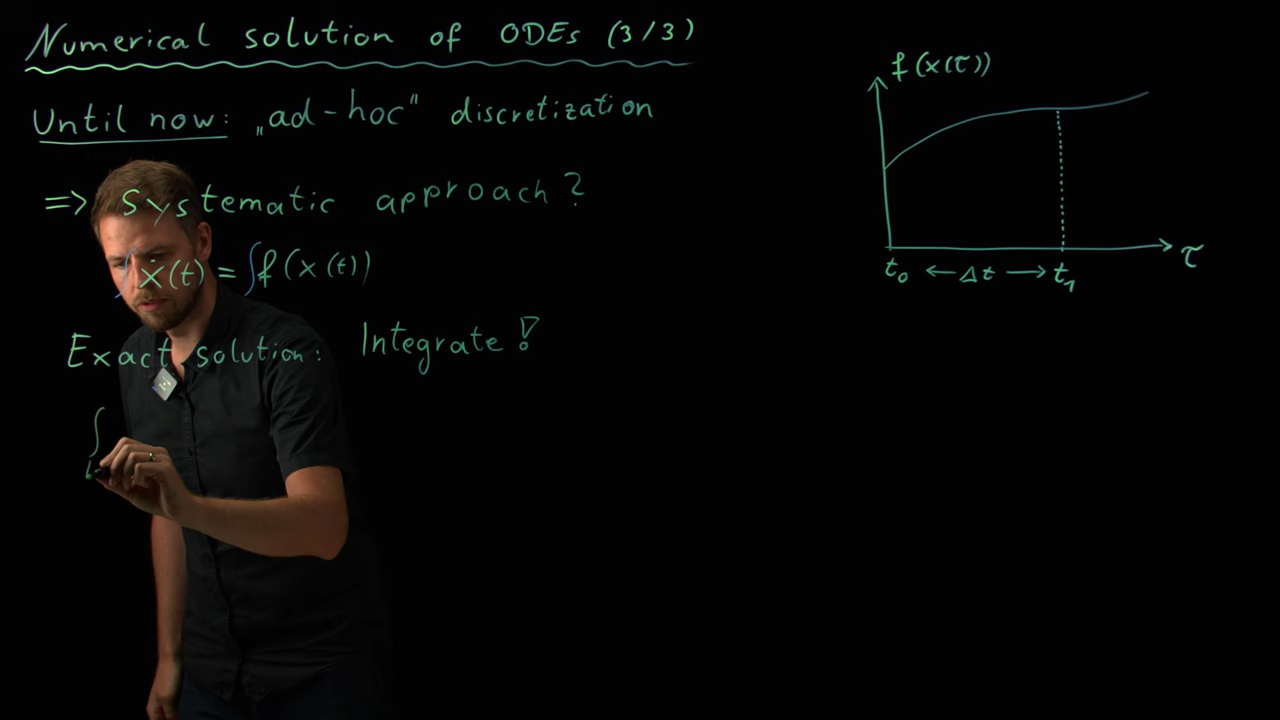 Numerical solution of ODEs (3/3)
Until now: „ad-hoc" discretization
=> Systematic approach?
∫ẋ(t) = ∫f(x(t))
Exact solution: Integrate!
∫
f(x(τ))
τ
t₀ ← Δt → t₁